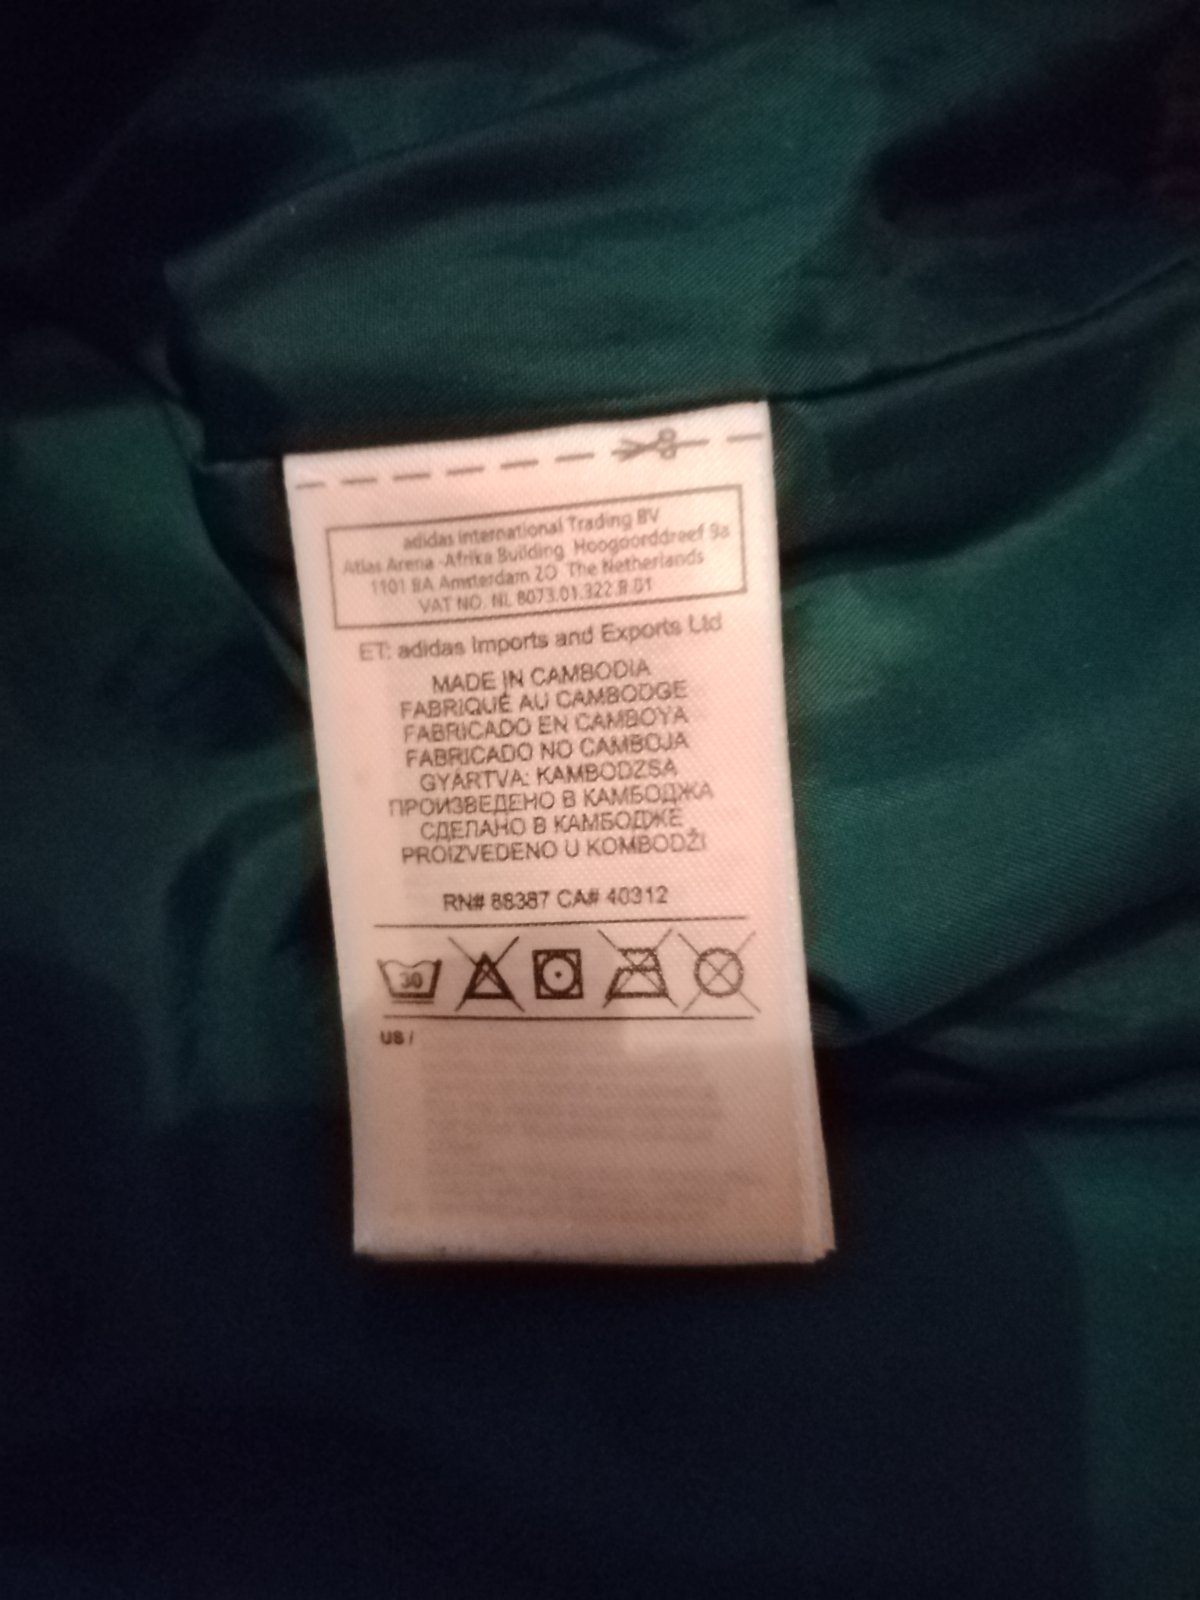 adidas International Trading BV
Atlas Arena -Afrika Building Hoogoorddreef 9a
1101 BA Amsterdam ZO The Netherlands
VAT NO. NL 8073.01.322.B.01
ET: adidas Imports and Exports Ltd
MADE IN CAMBODIA
FABRIQUÉ AU CAMBODGE
FABRICADO EN CAMBOYA
FABRICADO NO CAMBOJA
GYÁRTVA: KAMBODZSA
ПРОИЗВЕДЕНО В КАМБОДЖА
СДЕЛАНО В КАМБОДЖЕ
PROIZVEDENO U KOMBODŽI
RN# 88387 CA# 40312
30
US /